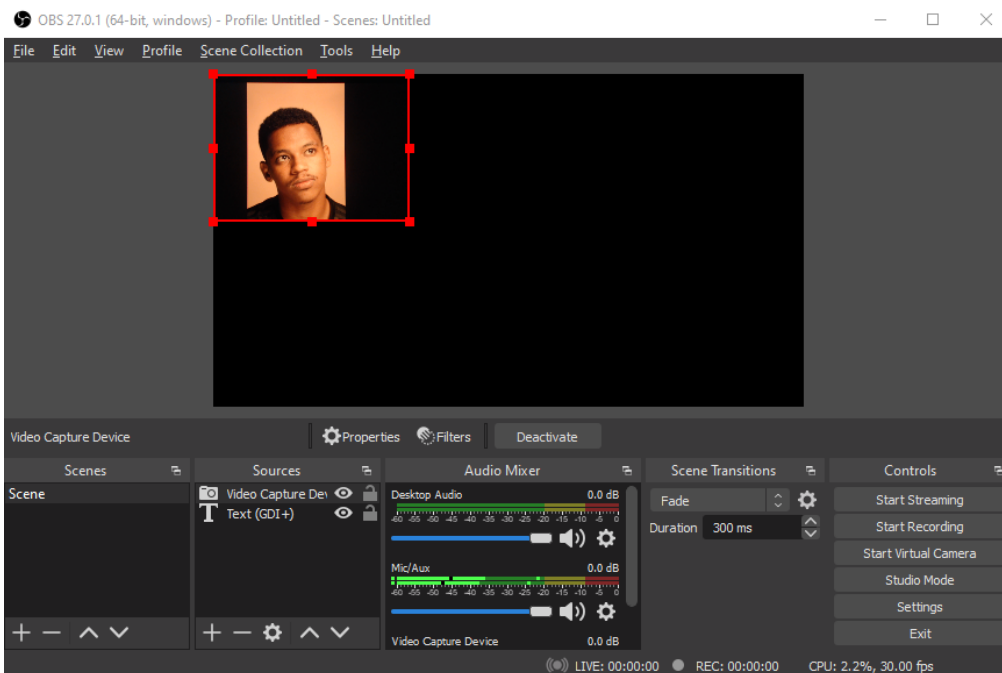 OBS 27.0.1 (64-bit, windows) - Profile: Untitled - Scenes: Untitled
File Edit View Profile Scene Collection Tools Help
Video Capture Device Properties Filters Deactivate
Scenes
Scene
Sources
Video Capture Dev
Text (GDI+)
Audio Mixer
Desktop Audio 0.0 dB
-60 -55 -50 -45 -40 -35 -30 -25 -20 -15 -10 -5 0
Mic/Aux 0.0 dB
-60 -55 -50 -45 -40 -35 -30 -25 -20 -15 -10 -5 0
Video Capture Device 0.0 dB
Scene Transitions
Fade
Duration 300 ms
Controls
Start Streaming
Start Recording
Start Virtual Camera
Studio Mode
Settings
Exit
LIVE: 00:00:00 REC: 00:00:00 CPU: 2.2%, 30.00 fps